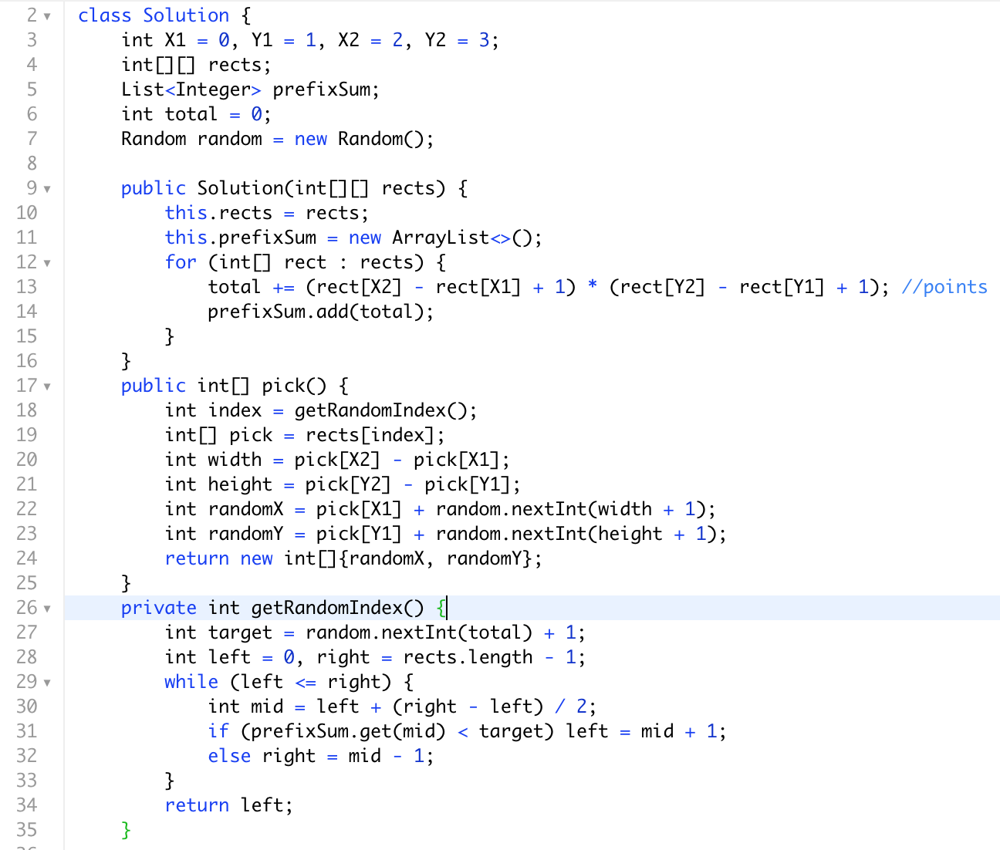 2 class Solution {
3     int X1 = 0, Y1 = 1, X2 = 2, Y2 = 3;
4     int[][] rects;
5     List<Integer> prefixSum;
6     int total = 0;
7     Random random = new Random();
8
9     public Solution(int[][] rects) {
10         this.rects = rects;
11         this.prefixSum = new ArrayList<>();
12         for (int[] rect : rects) {
13             total += (rect[X2] - rect[X1] + 1) * (rect[Y2] - rect[Y1] + 1); //points
14             prefixSum.add(total);
15         }
16     }
17     public int[] pick() {
18         int index = getRandomIndex();
19         int[] pick = rects[index];
20         int width = pick[X2] - pick[X1];
21         int height = pick[Y2] - pick[Y1];
22         int randomX = pick[X1] + random.nextInt(width + 1);
23         int randomY = pick[Y1] + random.nextInt(height + 1);
24         return new int[]{randomX, randomY};
25     }
26     private int getRandomIndex() {
27         int target = random.nextInt(total) + 1;
28         int left = 0, right = rects.length - 1;
29         while (left <= right) {
30             int mid = left + (right - left) / 2;
31             if (prefixSum.get(mid) < target) left = mid + 1;
32             else right = mid - 1;
33         }
34         return left;
35     }